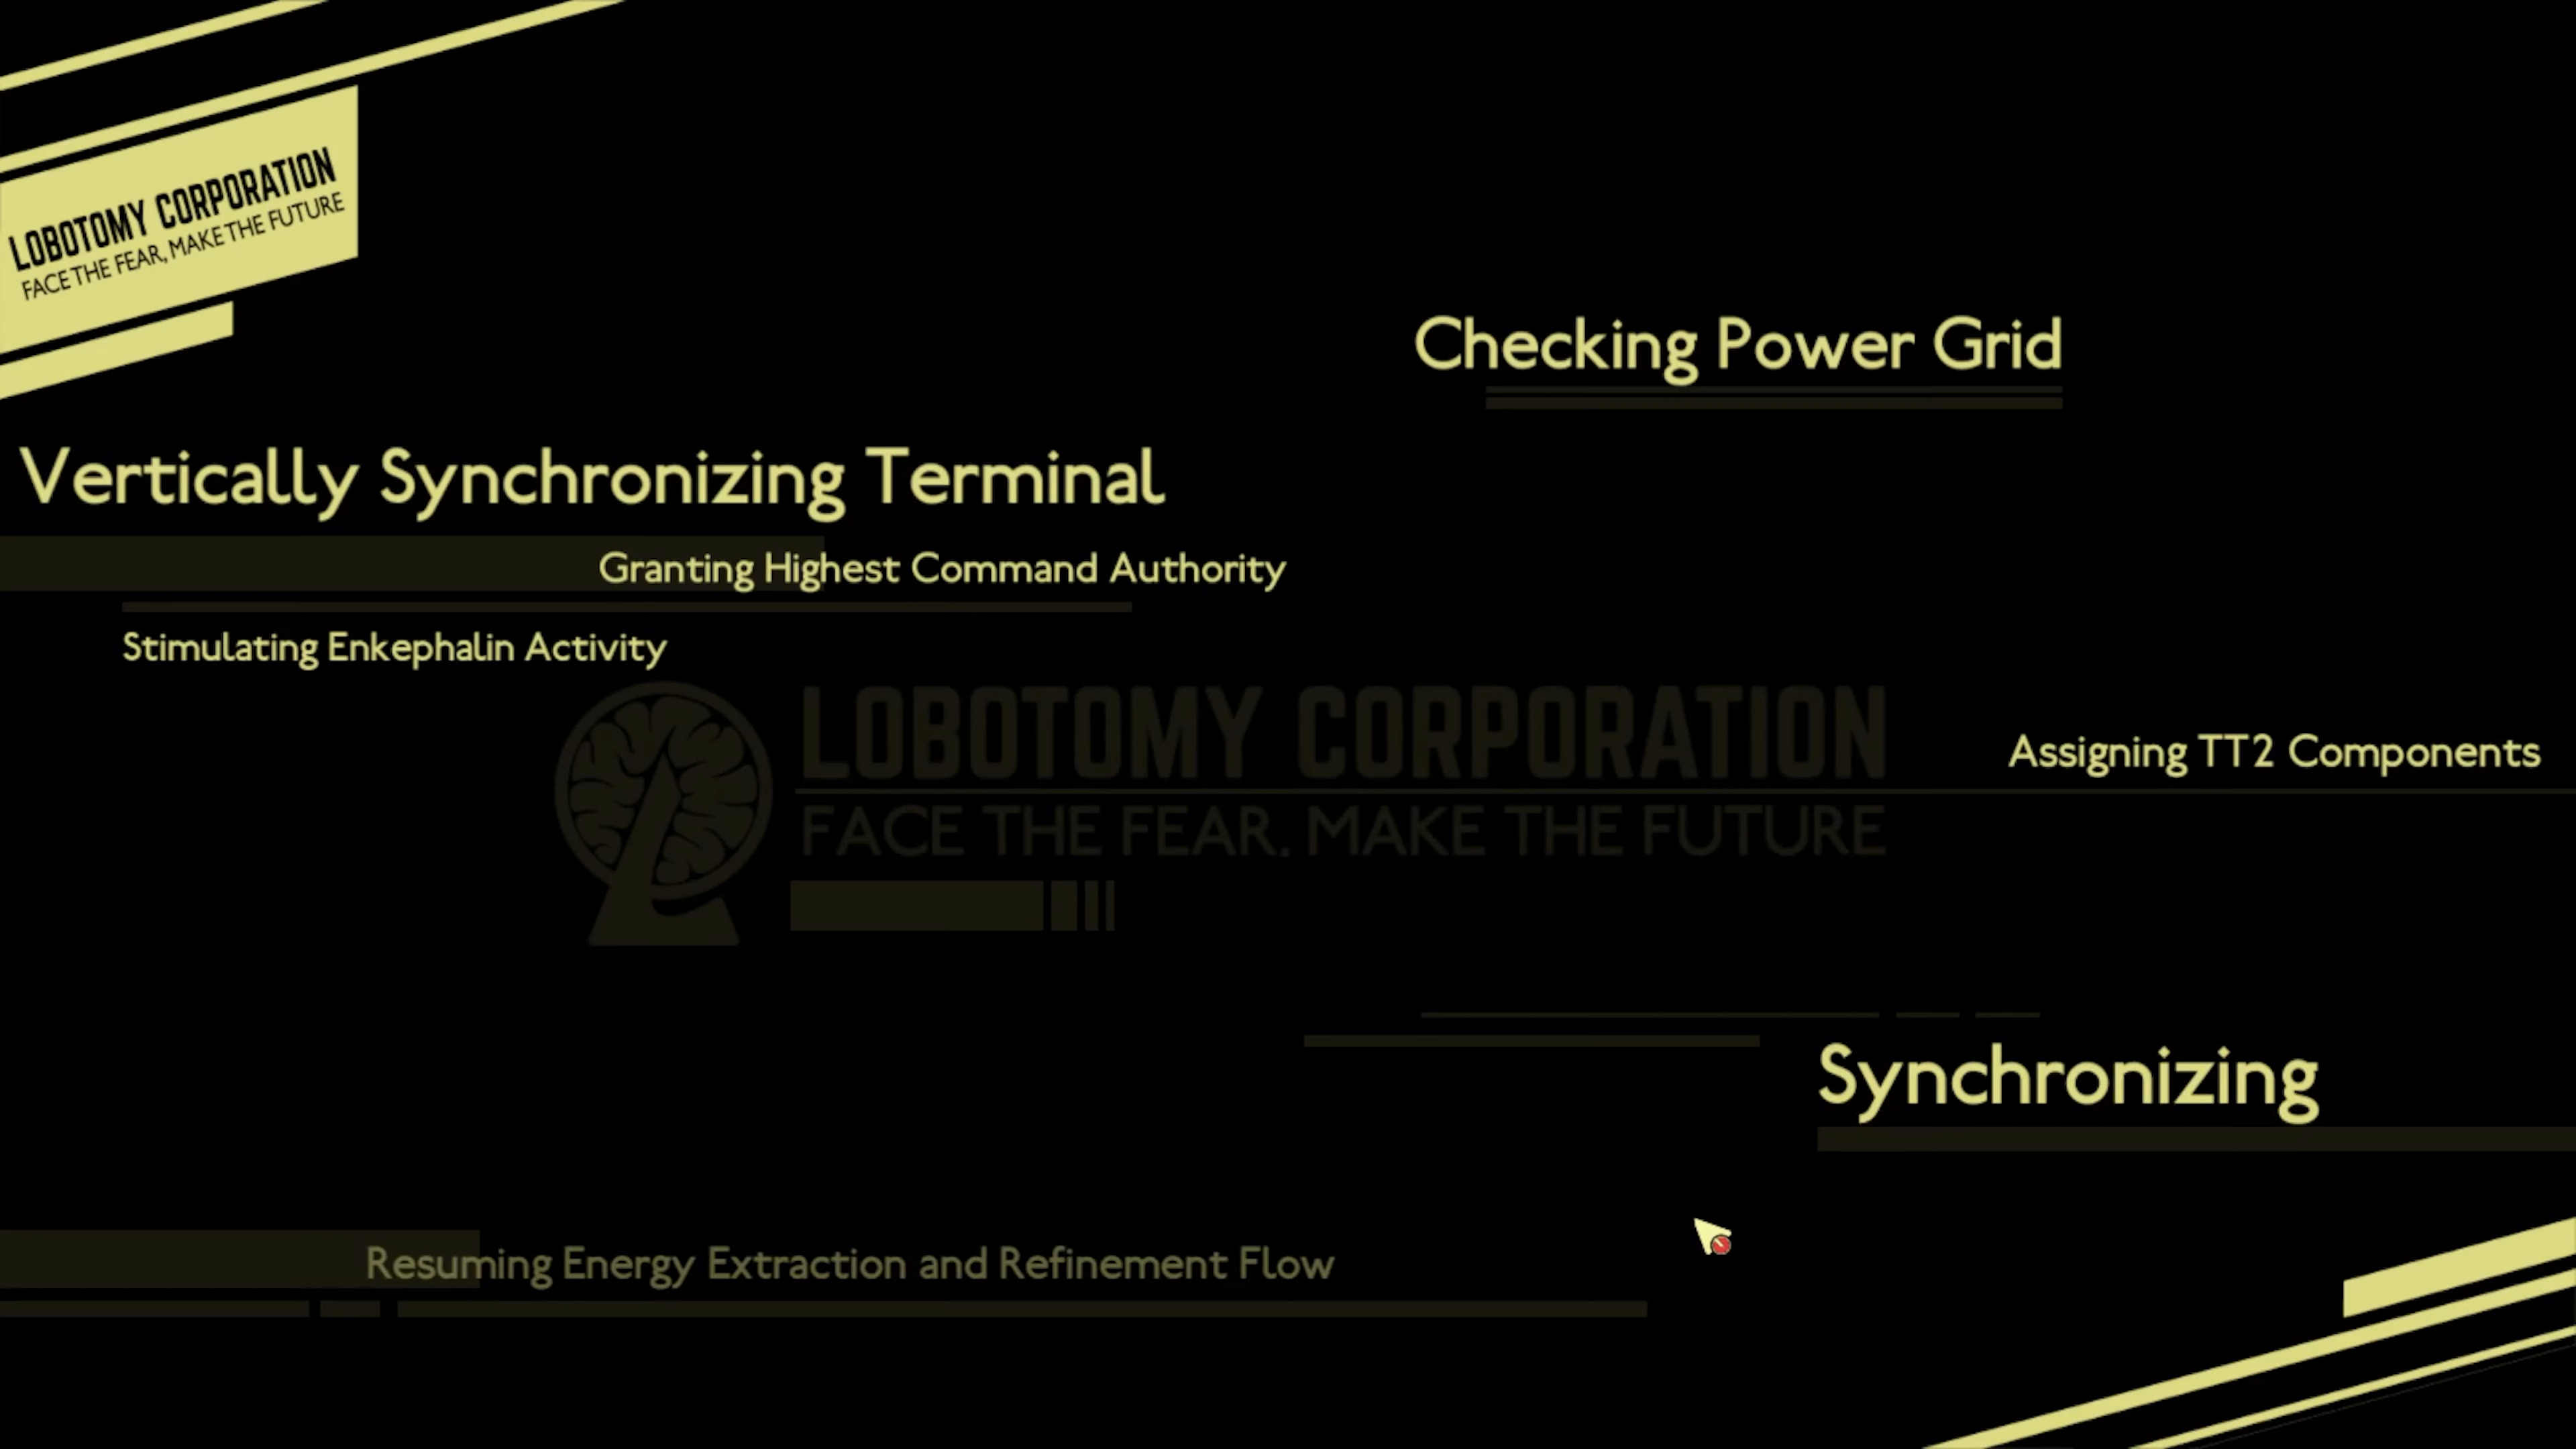 LOBOTOMY CORPORATION
FACE THE FEAR, MAKE THE FUTURE
Checking Power Grid
Vertically Synchronizing Terminal
Granting Highest Command Authority
Stimulating Enkephalin Activity
LOBOTOMY CORPORATION
FACE THE FEAR, MAKE THE FUTURE
Assigning TT2 Components
Synchronizing
Resuming Energy Extraction and Refinement Flow